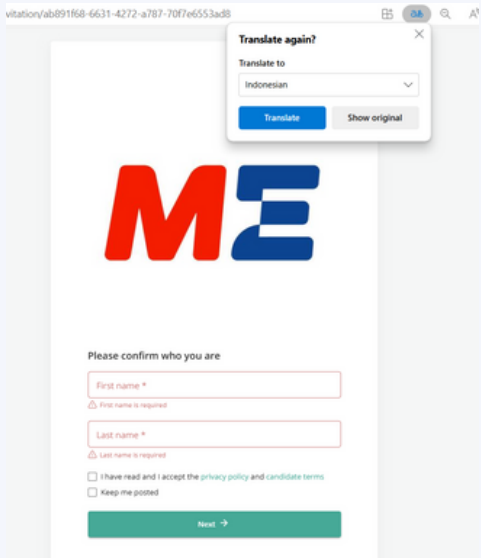 vitation/ab891f68-6631-4272-a787-70f7e6553ad8
Translate again?
Translate to
Indonesian
Translate Show original
ME
Please confirm who you are
First name *
First name is required
Last name *
Last name is required
I have read and I accept the privacy policy and candidate terms
Keep me posted
Next →